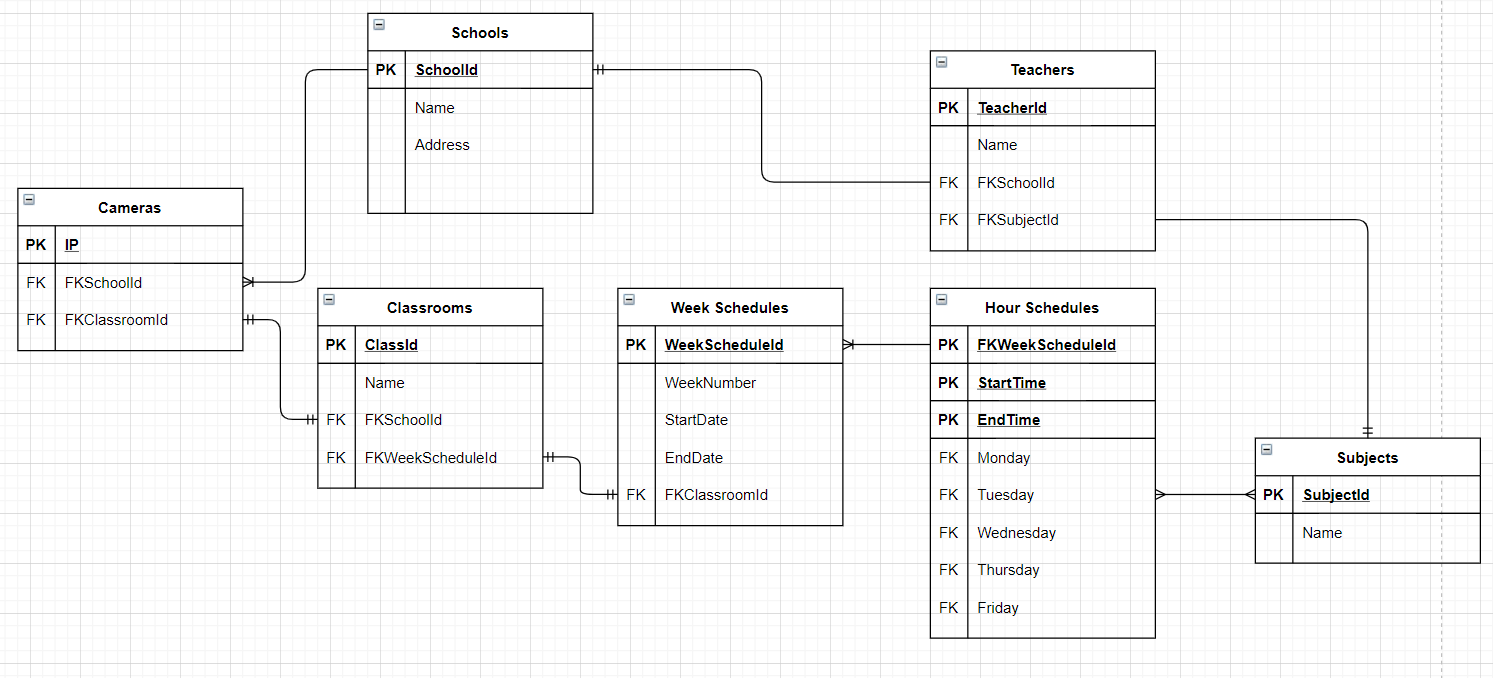 Schools
PK SchoolId
Name
Address
Teachers
PK TeacherId
Name
FK FKSchoolId
FK FKSubjectId
Cameras
PK IP
FK FKSchoolId
FK FKClassroomId
Classrooms
PK ClassId
Name
FK FKSchoolId
FK FKWeekScheduleId
Week Schedules
PK WeekScheduleId
WeekNumber
StartDate
EndDate
FK FKClassroomId
Hour Schedules
PK FKWeekScheduleId
PK StartTime
PK EndTime
FK Monday
FK Tuesday
FK Wednesday
FK Thursday
FK Friday
Subjects
PK SubjectId
Name